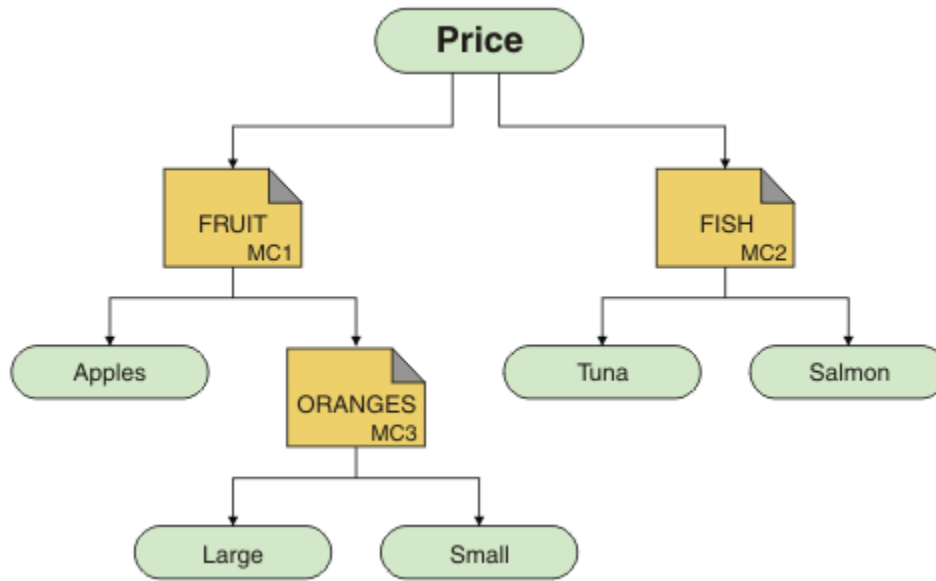 Price
FRUIT
MC1
FISH
MC2
Apples
ORANGES
MC3
Tuna
Salmon
Large
Small